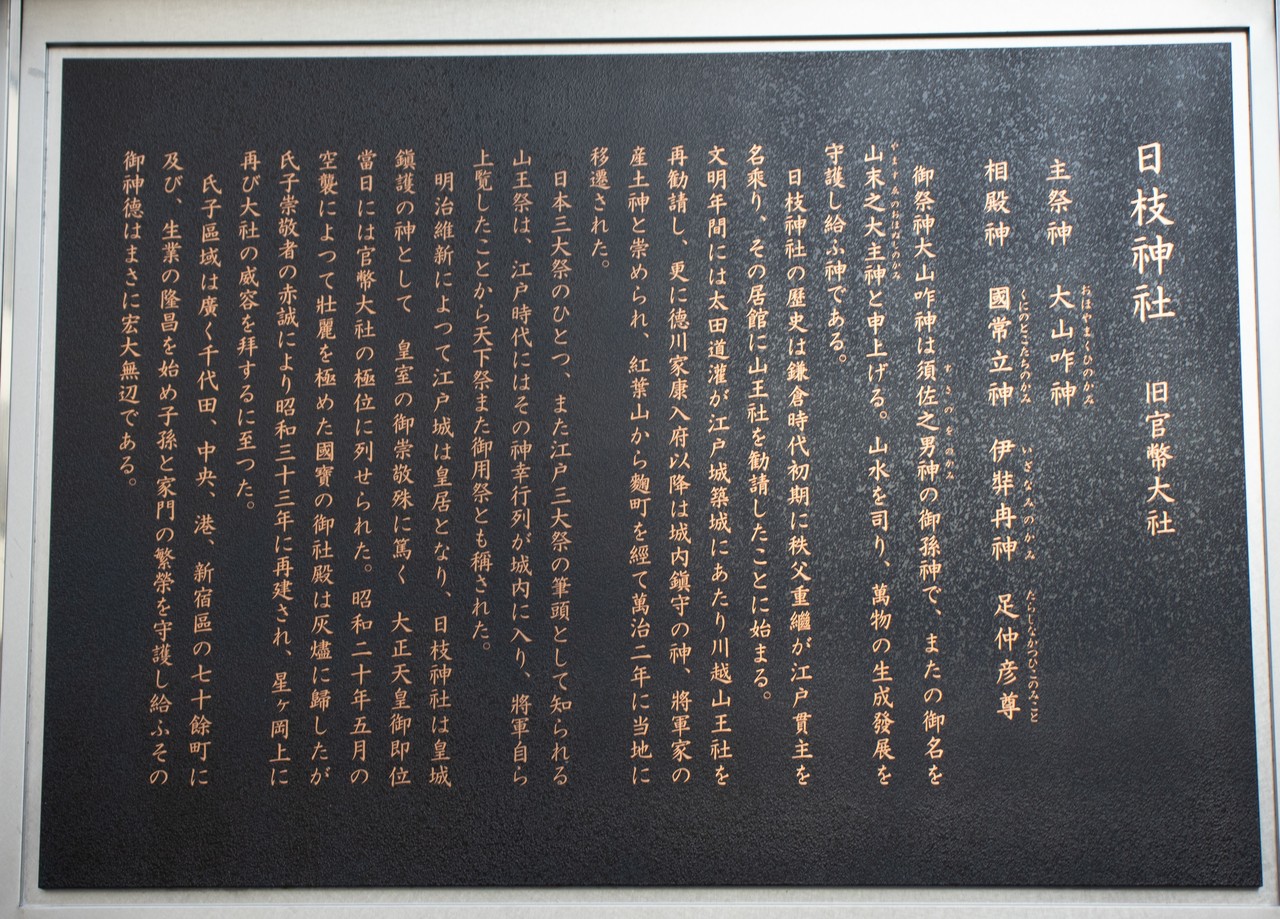 日枝神社 旧官幣大社
主祭神 大山咋神
おほやまくひのかみ
相殿神 國常立神 伊弉冉神 足仲彦尊
くにのとこたちのかみ いざなみのかみ たらしなかつひこのみこと
御祭神大山咋神は須佐之男神の御孫神で、またの御名を
すさのをのかみ
山末之大主神と申上げる。山水を司り、萬物の生成發展を
やますゑのおほぬしのかみ
守護し給ふ神である。
日枝神社の歷史は鎌倉時代初期に秩父重繼が江戸貫主を
名乘り、その居館に山王社を勸請したことに始まる。
文明年間には太田道灌が江戸城築城にあたり川越山王社を
再勸請し、更に德川家康入府以降は城内鎭守の神、將軍家の
産土神と崇められ、紅葉山から麴町を經て萬治二年に当地に
移遷された。
日本三大祭のひとつ、また江戸三大祭の筆頭として知られる
山王祭は、江戸時代にはその神幸行列が城内に入り、將軍自ら
上覧したことから天下祭また御用祭とも稱された。
明治維新によつて江戸城は皇居となり、日枝神社は皇城
鎭護の神として 皇室の御崇敬殊に篤く 大正天皇御即位
當日には官幣大社の極位に列せられた。昭和二十年五月の
空襲によつて壯麗を極めた國寶の御社殿は灰燼に歸したが
氏子崇敬者の赤誠により昭和三十三年に再建され、星ヶ岡上に
再び大社の威容を拜するに至つた。
氏子區域は廣く千代田、中央、港、新宿區の七十餘町に
及び、生業の隆昌を始め子孫と家門の繁榮を守護し給ふその
御神德はまさに宏大無辺である。